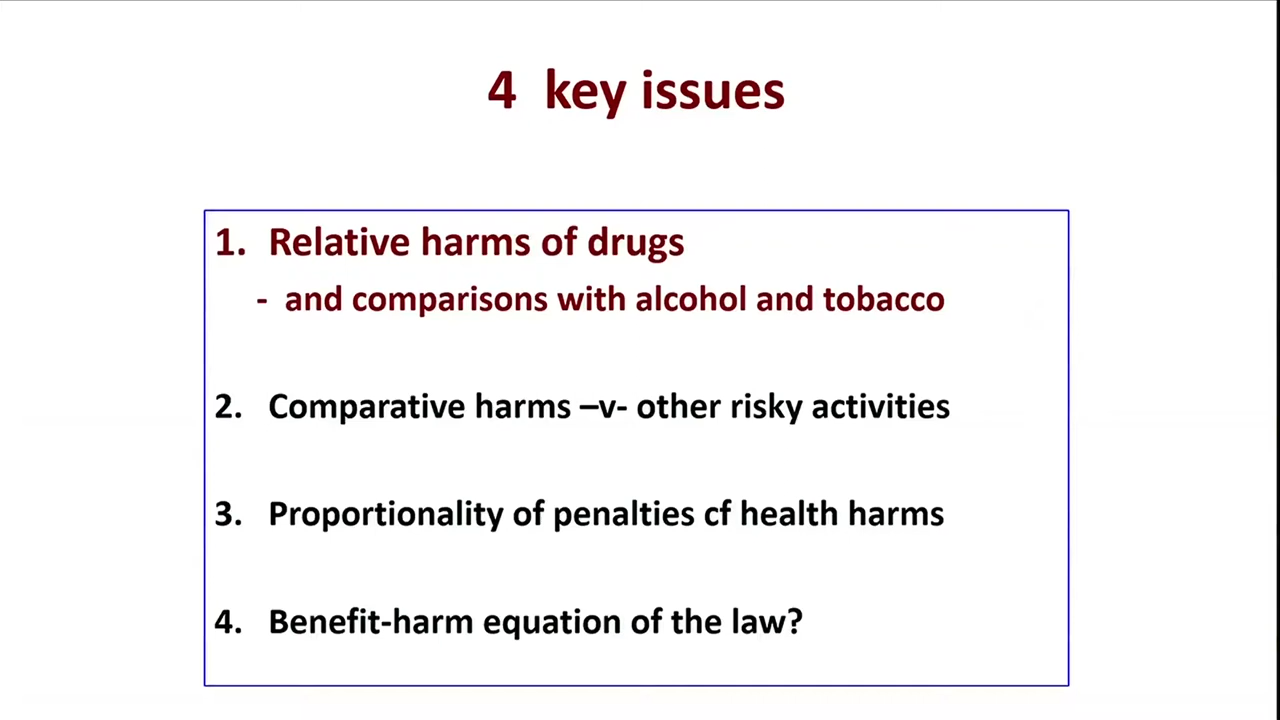 4 key issues
1. Relative harms of drugs
- and comparisons with alcohol and tobacco
2. Comparative harms –v- other risky activities
3. Proportionality of penalties cf health harms
4. Benefit-harm equation of the law?